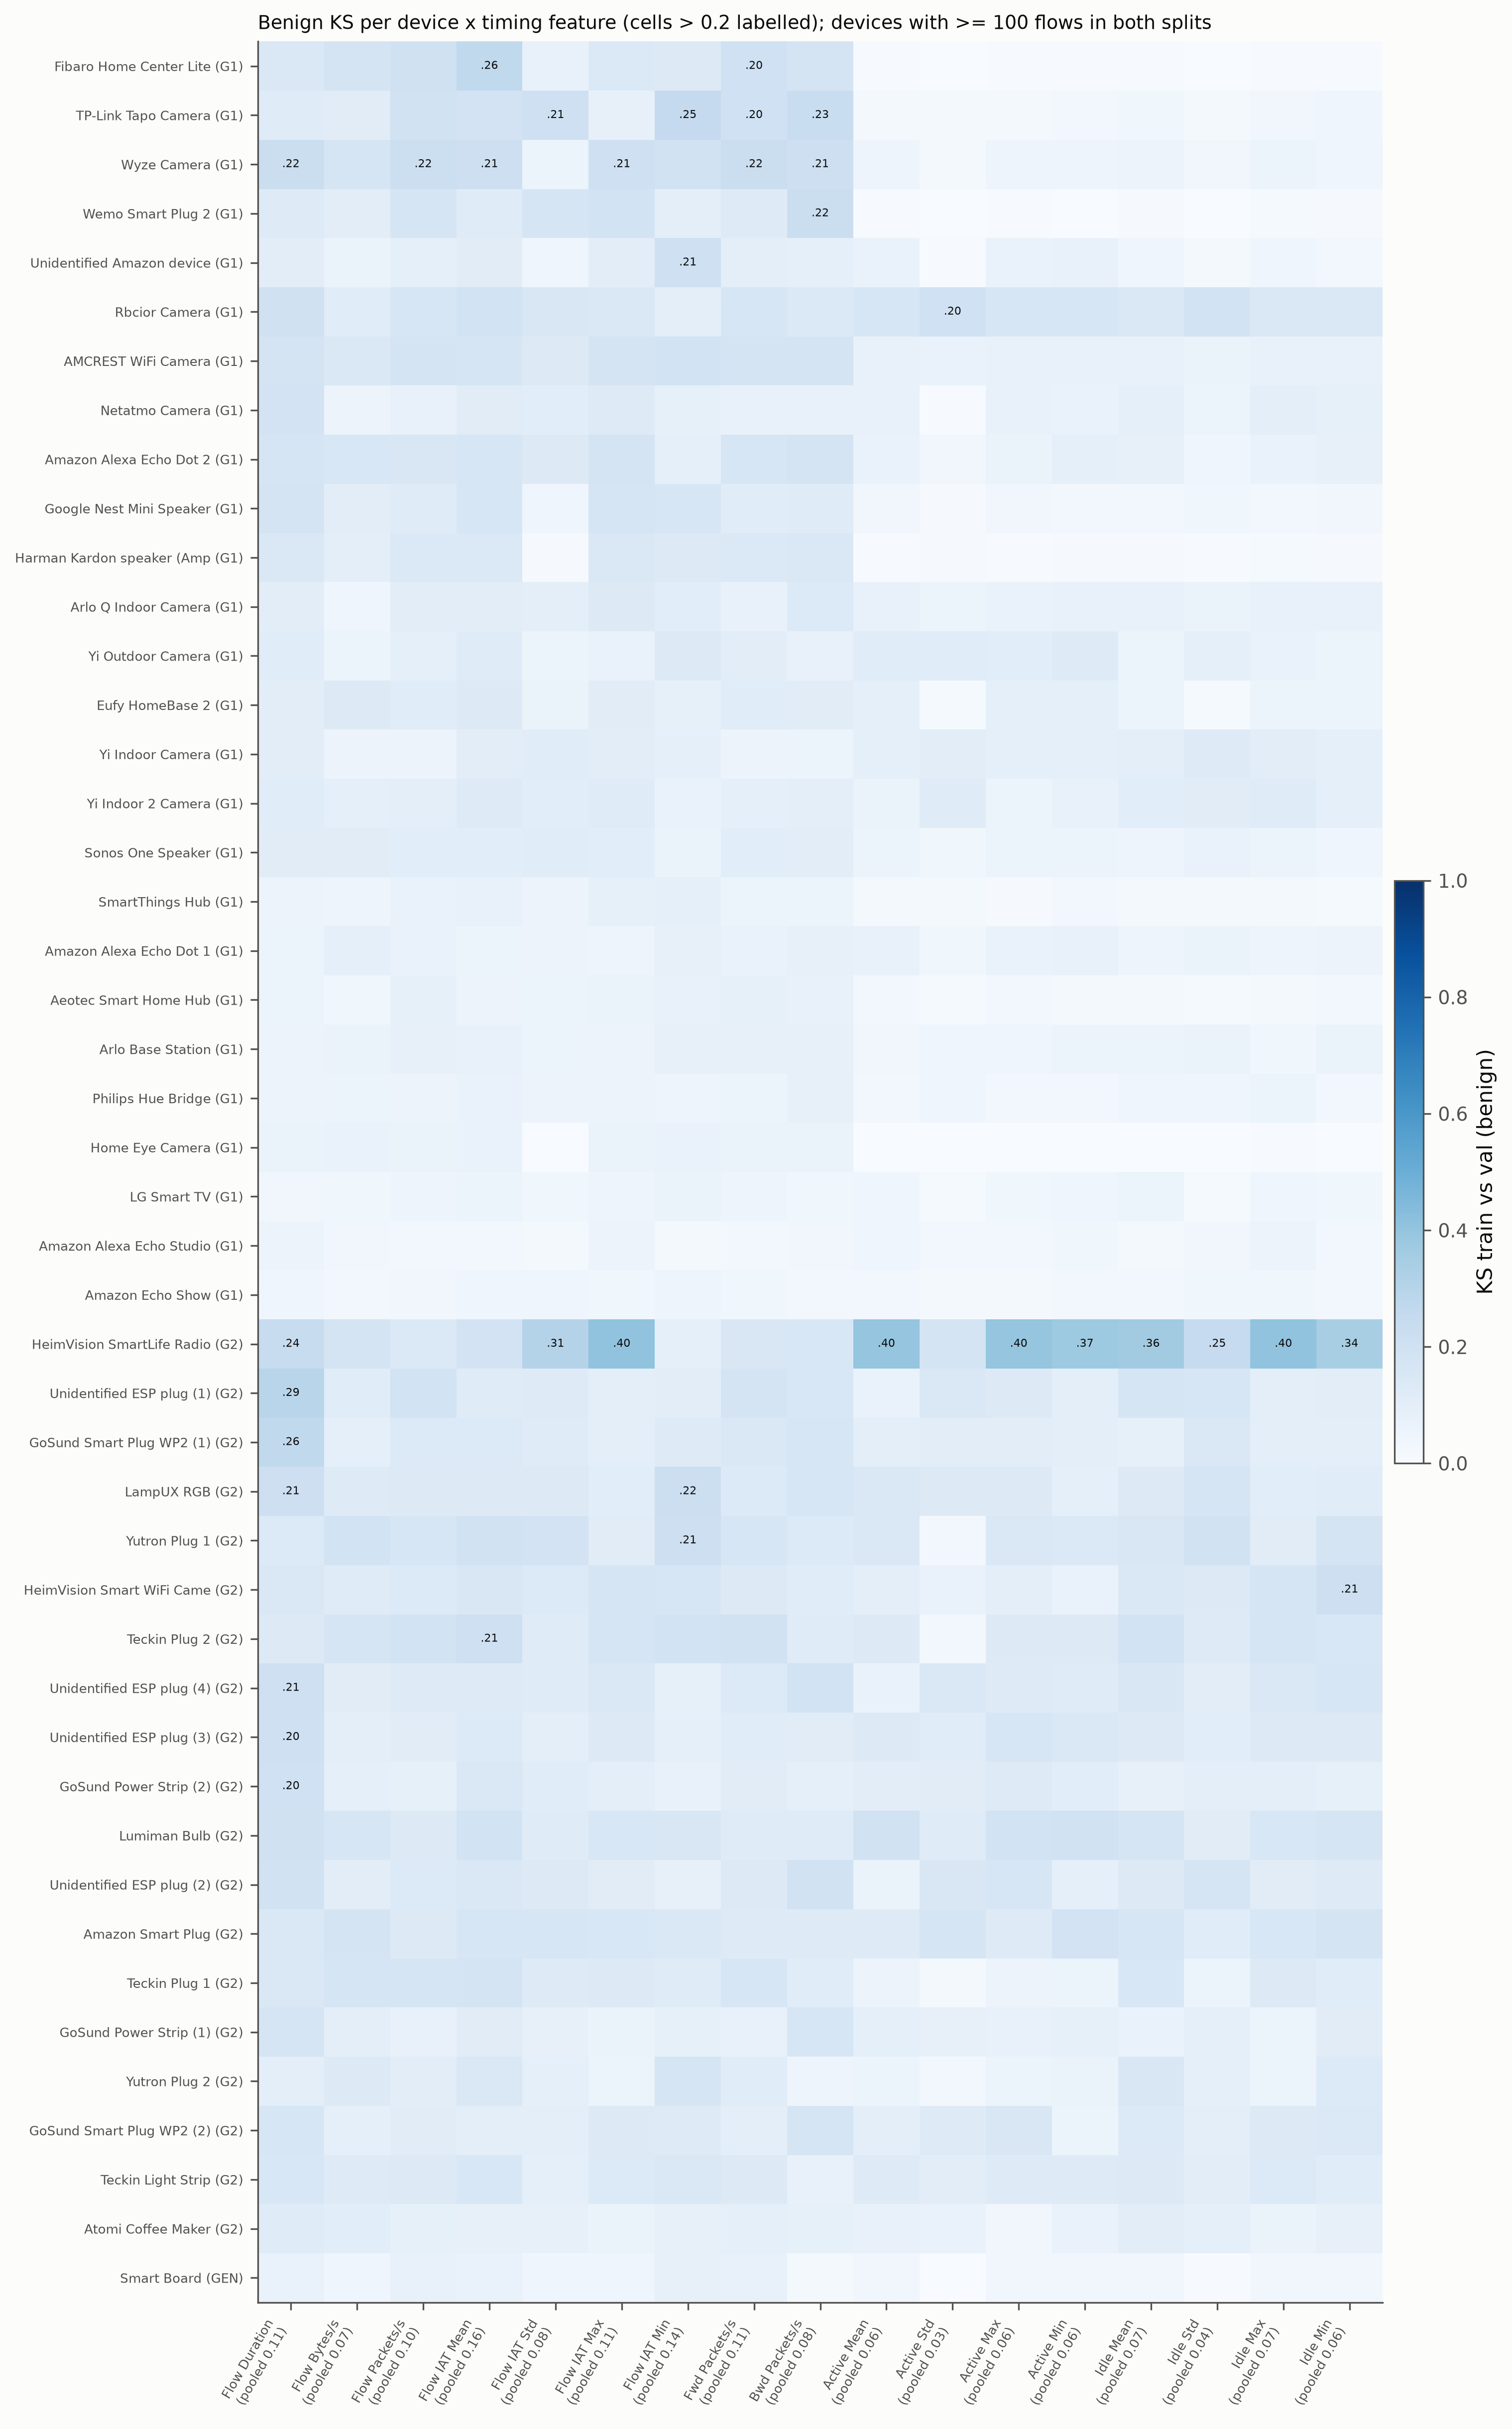 Benign KS per device x timing feature (cells > 0.2 labelled); devices with >= 100 flows in both splits
Fibaro Home Center Lite (G1)
.26
.20
TP-Link Tapo Camera (G1)
.21
.25
.20
.23
Wyze Camera (G1)
.22
.22
.21
.21
.22
.21
Wemo Smart Plug 2 (G1)
.22
Unidentified Amazon device (G1)
.21
Rbcior Camera (G1)
.20
AMCREST WiFi Camera (G1)
Netatmo Camera (G1)
Amazon Alexa Echo Dot 2 (G1)
Google Nest Mini Speaker (G1)
Harman Kardon speaker (Amp (G1)
Arlo Q Indoor Camera (G1)
Yi Outdoor Camera (G1)
Eufy HomeBase 2 (G1)
Yi Indoor Camera (G1)
Yi Indoor 2 Camera (G1)
Sonos One Speaker (G1)
SmartThings Hub (G1)
Amazon Alexa Echo Dot 1 (G1)
Aeotec Smart Home Hub (G1)
Arlo Base Station (G1)
Philips Hue Bridge (G1)
Home Eye Camera (G1)
LG Smart TV (G1)
Amazon Alexa Echo Studio (G1)
Amazon Echo Show (G1)
HeimVision SmartLife Radio (G2)
.24
.31
.40
.40
.40
.37
.36
.25
.40
.34
Unidentified ESP plug (1) (G2)
.29
GoSund Smart Plug WP2 (1) (G2)
.26
LampUX RGB (G2)
.21
.22
Yutron Plug 1 (G2)
.21
HeimVision Smart WiFi Came (G2)
.21
Teckin Plug 2 (G2)
.21
Unidentified ESP plug (4) (G2)
.21
Unidentified ESP plug (3) (G2)
.20
GoSund Power Strip (2) (G2)
.20
Lumiman Bulb (G2)
Unidentified ESP plug (2) (G2)
Amazon Smart Plug (G2)
Teckin Plug 1 (G2)
GoSund Power Strip (1) (G2)
Yutron Plug 2 (G2)
GoSund Smart Plug WP2 (2) (G2)
Teckin Light Strip (G2)
Atomi Coffee Maker (G2)
Smart Board (GEN)
Flow Duration
(pooled 0.11)
Flow Bytes/s
(pooled 0.07)
Flow Packets/s
(pooled 0.10)
Flow IAT Mean
(pooled 0.16)
Flow IAT Std
(pooled 0.08)
Flow IAT Max
(pooled 0.11)
Flow IAT Min
(pooled 0.14)
Fwd Packets/s
(pooled 0.11)
Bwd Packets/s
(pooled 0.08)
Active Mean
(pooled 0.06)
Active Std
(pooled 0.03)
Active Max
(pooled 0.06)
Active Min
(pooled 0.06)
Idle Mean
(pooled 0.07)
Idle Std
(pooled 0.04)
Idle Max
(pooled 0.07)
Idle Min
(pooled 0.06)
1.0
0.8
0.6
0.4
0.2
0.0
KS train vs val (benign)